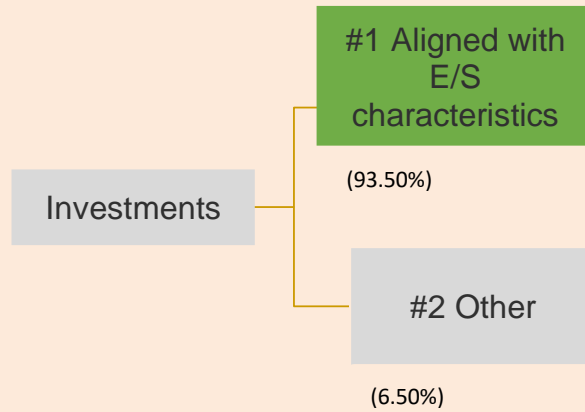 #1 Aligned with
E/S
characteristics
(93.50%)
Investments
#2 Other
(6.50%)